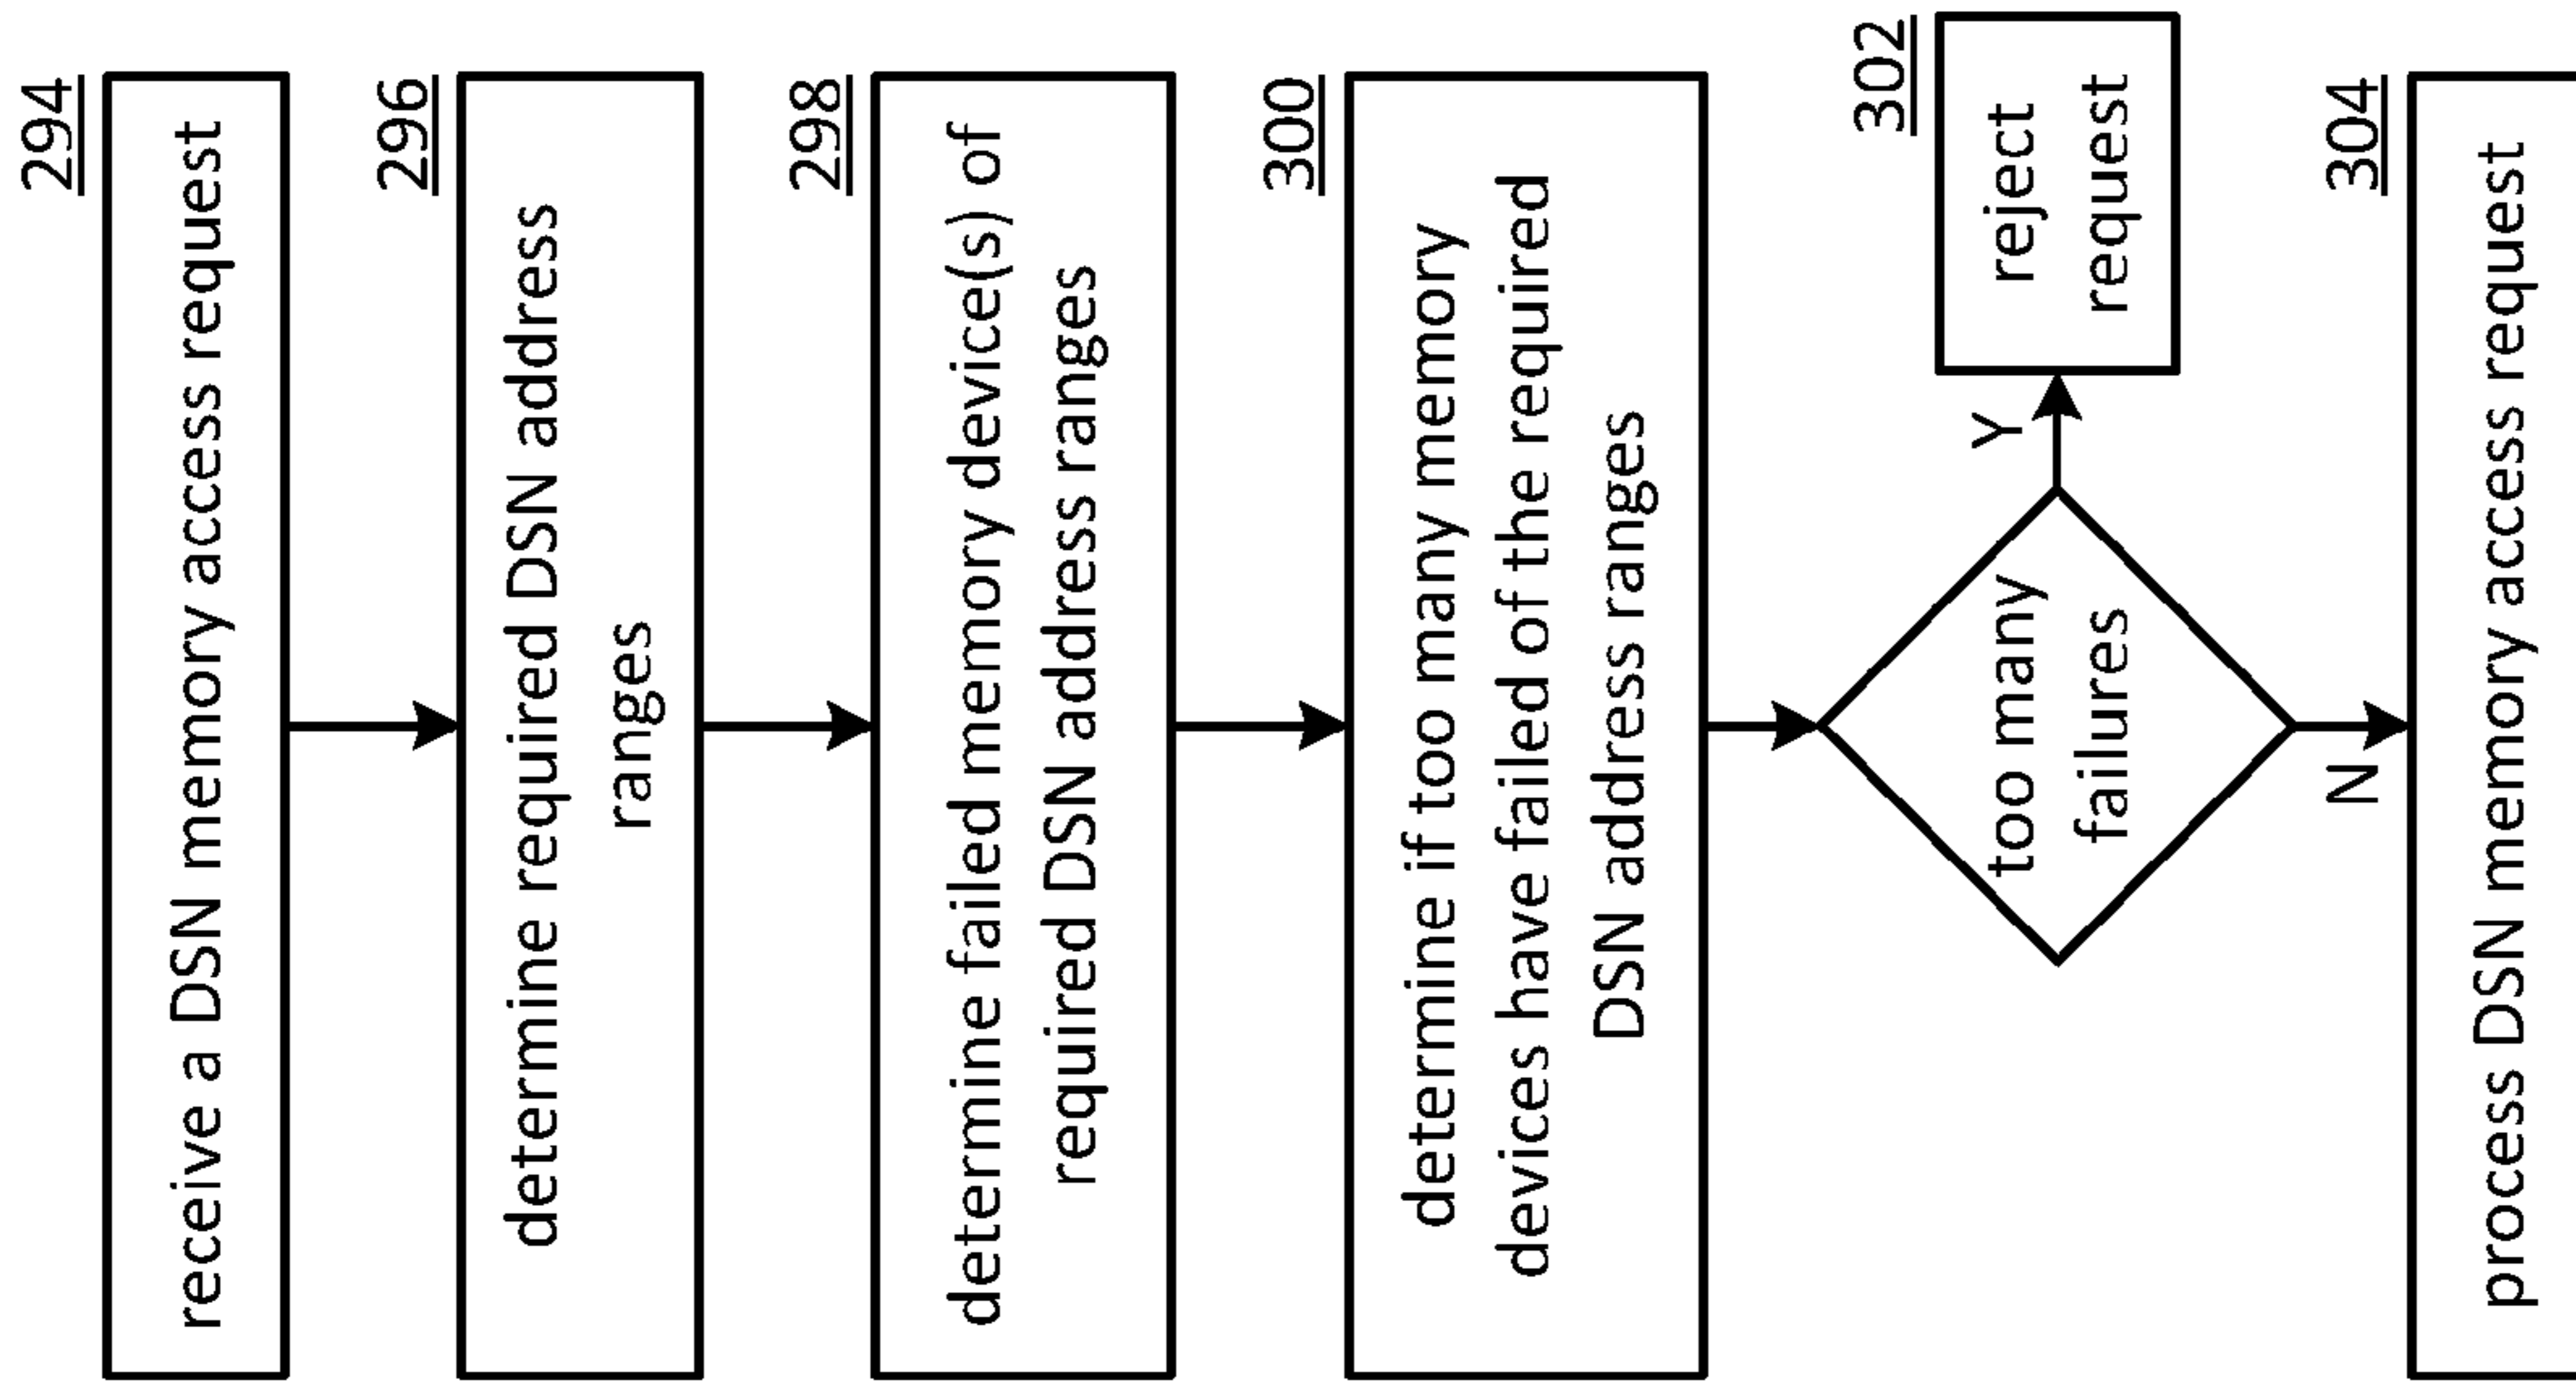 294
receive a DSN memory access request
296
determine required DSN address
ranges
298
determine failed memory device(s) of
required DSN address ranges
300
determine if too many memory
devices have failed of the required
DSN address ranges
too many
failures
Y
302
reject
request
N
304
process DSN memory access request